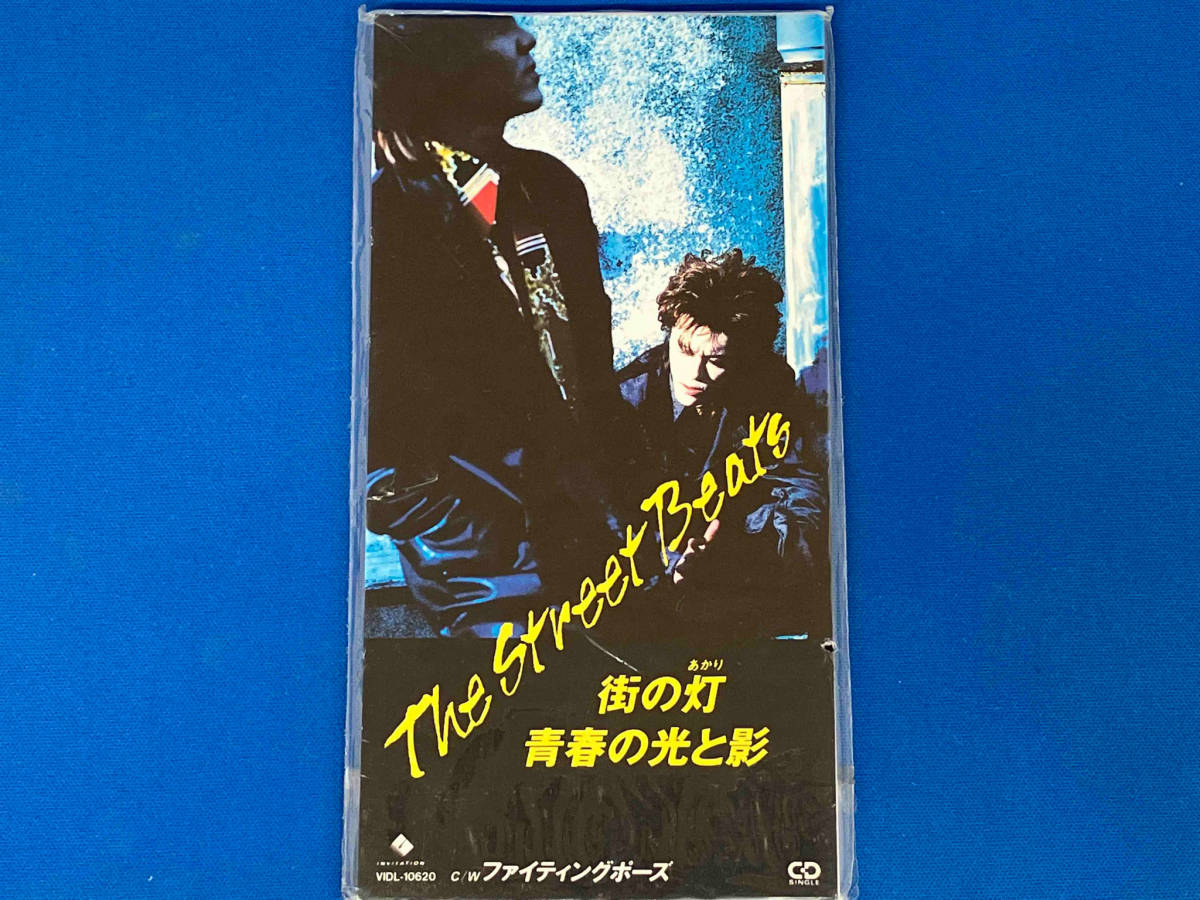 The Street Beats
あかり
街の灯
青春の光と影
INVITATION
VIDL-10620 C/W ファイティングポーズ
CD
SINGLE